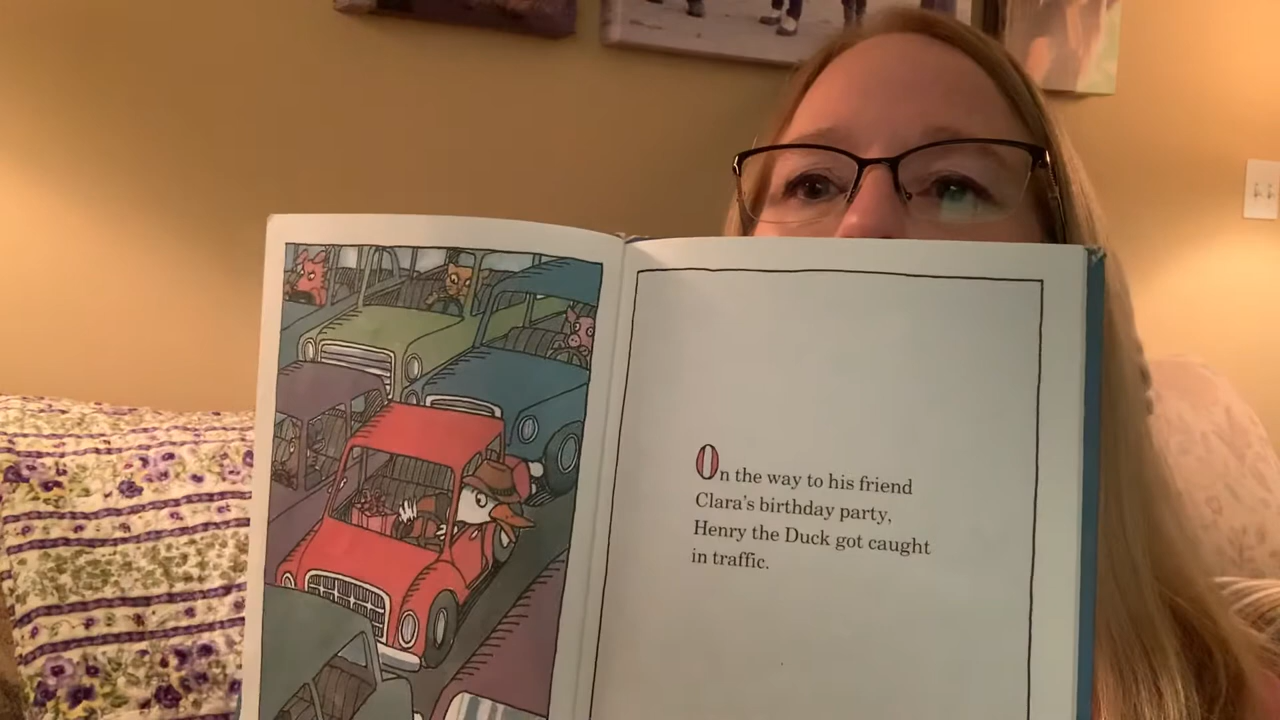 On the way to his friend
Clara's birthday party,
Henry the Duck got caught
in traffic.